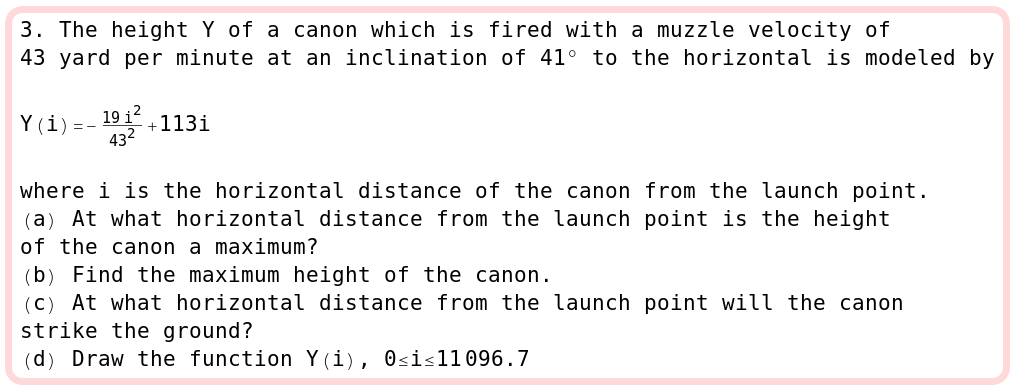 3. The height Y of a canon which is fired with a muzzle velocity of
43 yard per minute at an inclination of 41° to the horizontal is modeled by
Y(i)=-\frac{19 i^2}{43^2}+113i
where i is the horizontal distance of the canon from the launch point.
(a) At what horizontal distance from the launch point is the height
of the canon a maximum?
(b) Find the maximum height of the canon.
(c) At what horizontal distance from the launch point will the canon
strike the ground?
(d) Draw the function Y(i), 0≤i≤11096.7